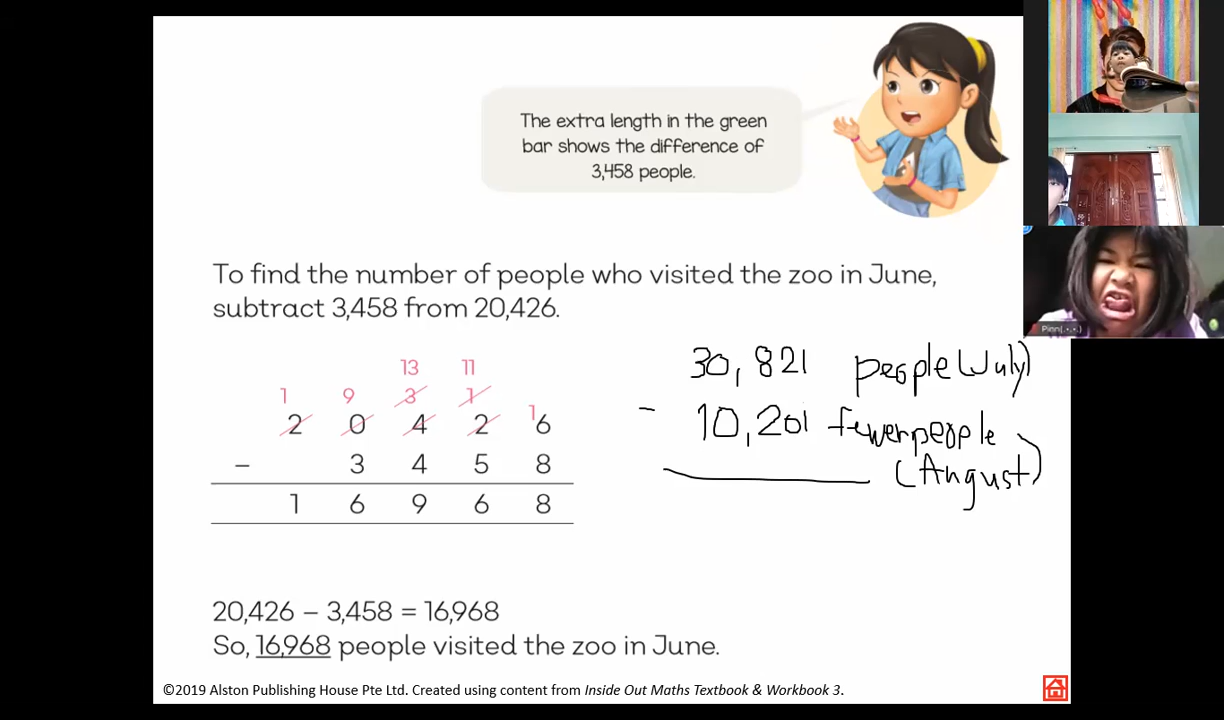 The extra length in the green
bar shows the difference of
3,458 people.
To find the number of people who visited the zoo in June,
subtract 3,458 from 20,426.
13 11
1 9 3 1
2 0 4 2 16
− 3 4 5 8
1 6 9 6 8
30,821 people (July)
− 10,201 fewer people
(August)
20,426 − 3,458 = 16,968
So, 16,968 people visited the zoo in June.
©2019 Alston Publishing House Pte Ltd. Created using content from Inside Out Maths Textbook & Workbook 3.
Pinn(.•.•.)